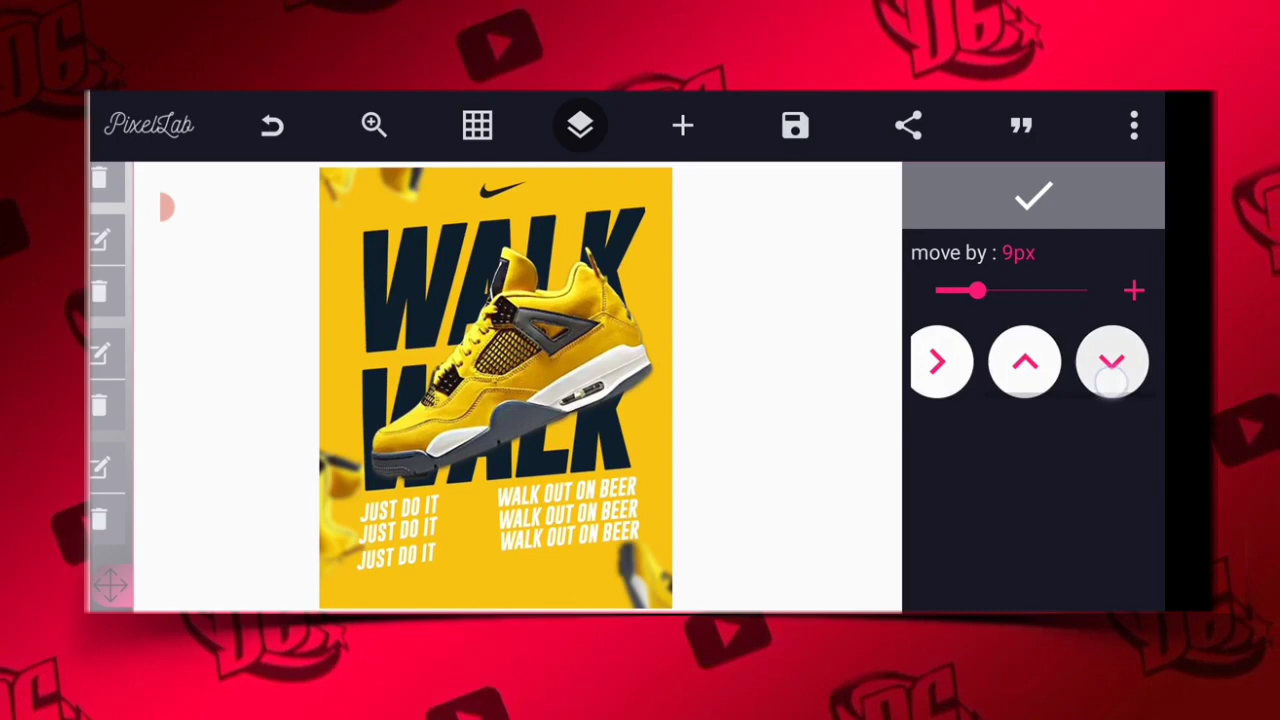 PixelLab
move by : 9px
WALK
WALK
JUST DO IT
JUST DO IT
JUST DO IT
WALK OUT ON BEER
WALK OUT ON BEER
WALK OUT ON BEER